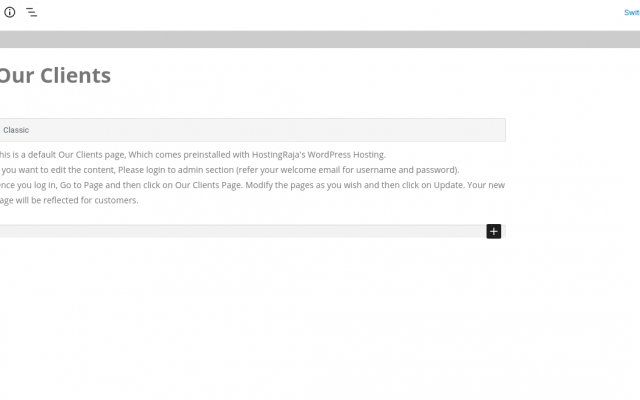 Swit
Our Clients
Classic
his is a default Our Clients page, Which comes preinstalled with HostingRaja's WordPress Hosting.
you want to edit the content, Please login to admin section (refer your welcome email for username and password).
nce you log in, Go to Page and then click on Our Clients Page. Modify the pages as you wish and then click on Update. Your new
age will be reflected for customers.